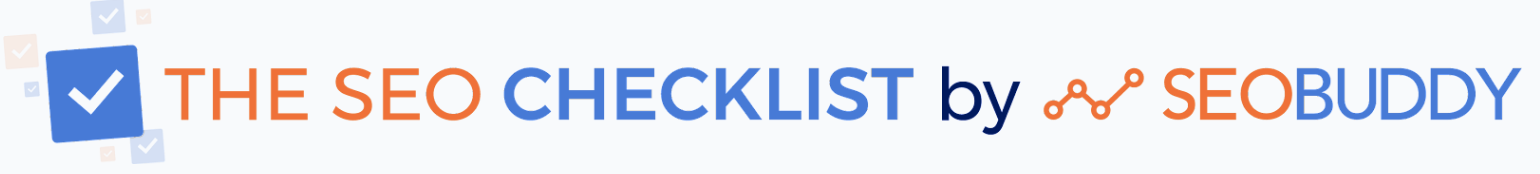 THE SEO CHECKLIST by SEOBUDDY